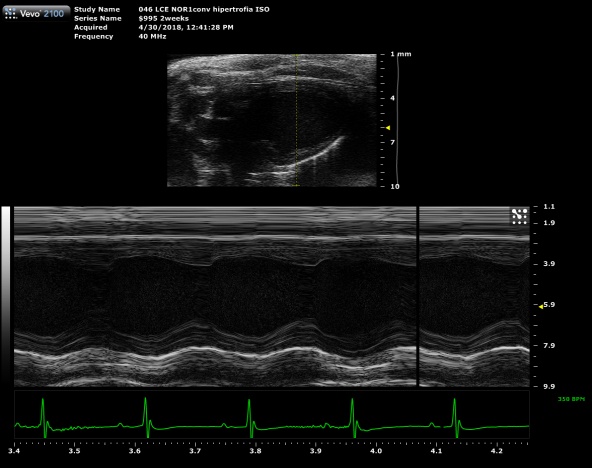 Vevo 2100
Study Name 046 LCE NOR1conv hipertrofia ISO
Series Name S995 2weeks
Acquired 4/30/2018, 12:41:28 PM
Frequency 40 MHz
1 mm
4
7
10
1.1
1.9
3.9
5.9
7.9
9.9
350 BPM
3.4 3.5 3.6 3.7 3.8 3.9 4.0 4.1 4.2